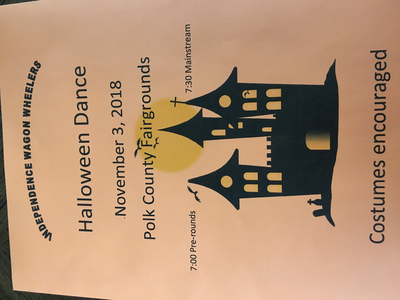 INDEPENDENCE WAGON WHEELERS
Halloween Dance
November 3, 2018
Polk County Fairgrounds
7:00 Pre-rounds
7:30 Mainstream
Costumes encouraged